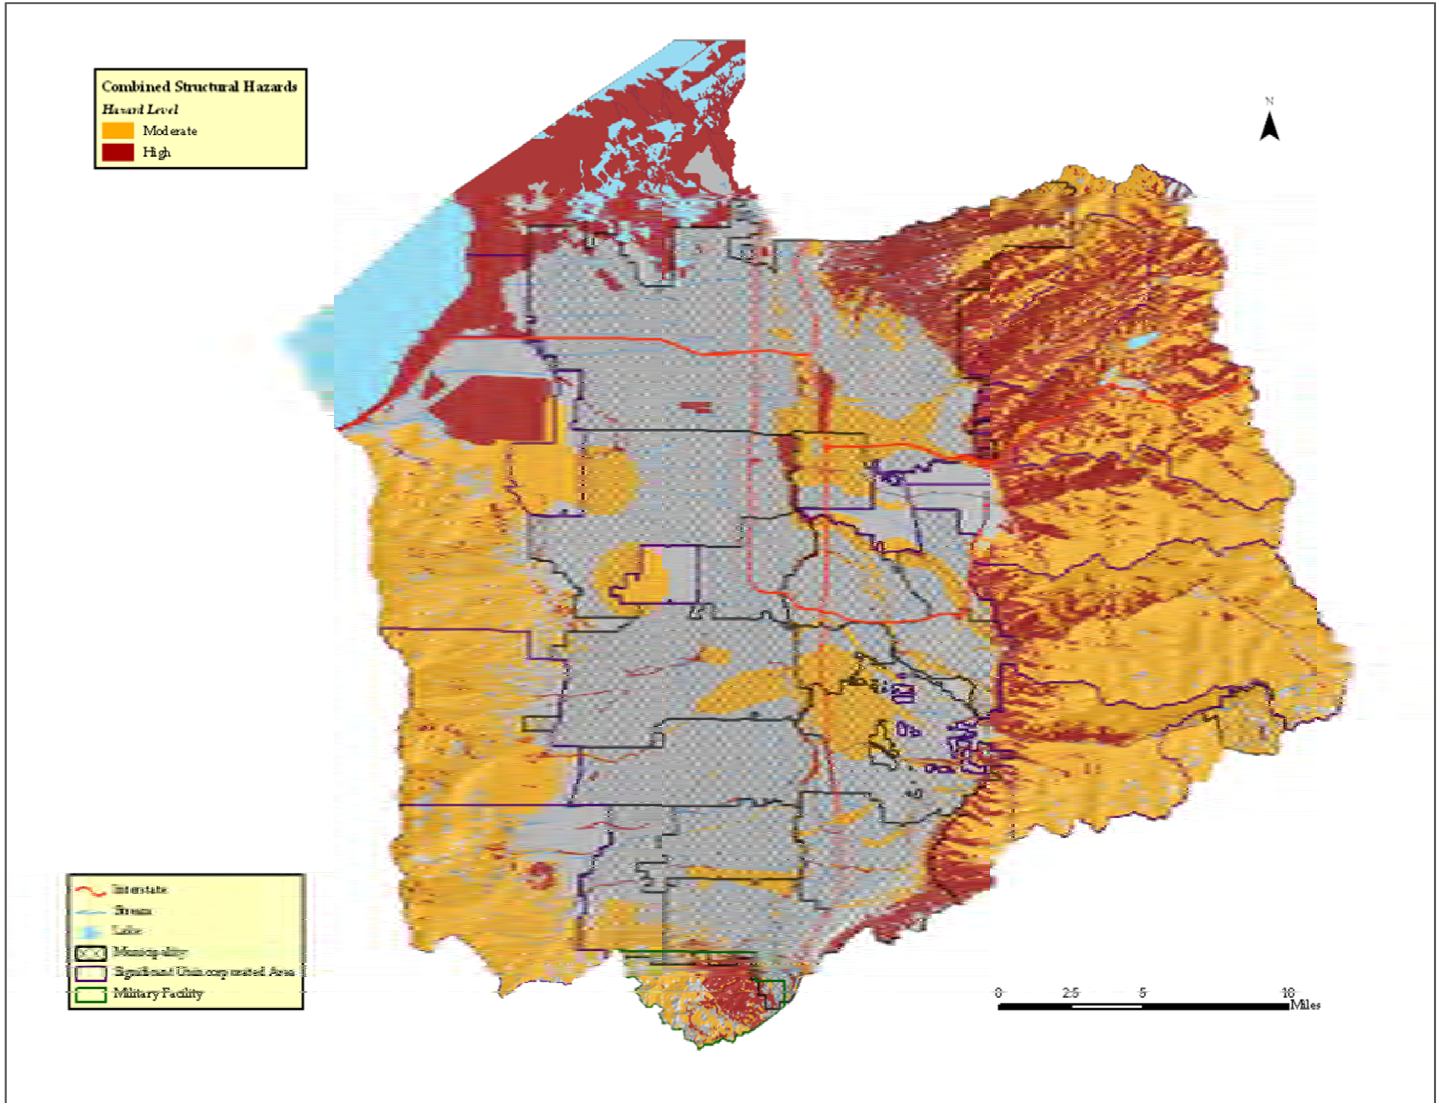 Combined Structural Hazards
Hazard Level
Moderate
High
N
Interstate
Stream
Lake
Municipality
Significant Unincorporated Area
Military Facility
0 2.5 5 10
Miles